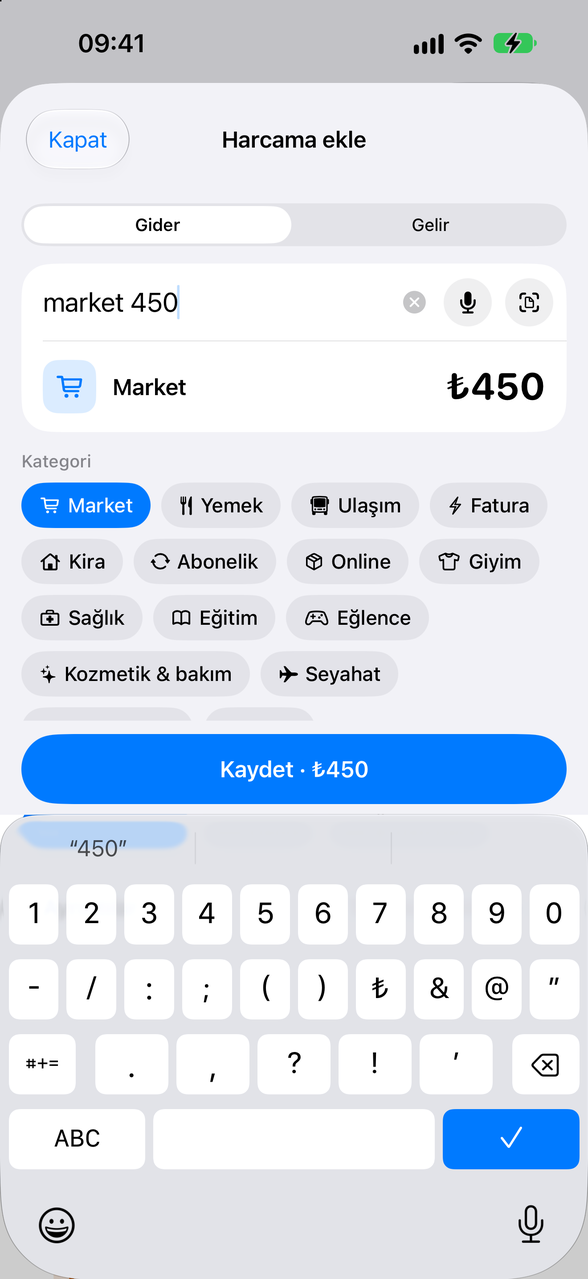 09:41
Kapat
Harcama ekle
Gider Gelir
market 450
Market ₺450
Kategori
Market Yemek Ulaşım Fatura
Kira Abonelik Online Giyim
Sağlık Eğitim Eğlence
Kozmetik & bakım Seyahat
Kaydet · ₺450
“450”
1 2 3 4 5 6 7 8 9 0
- / : ; ( ) ₺ & @ "
#+= . , ? ! '
ABC